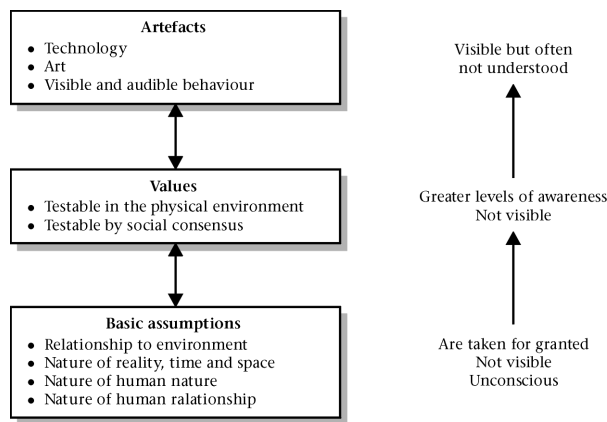 Artefacts
• Technology
• Art
• Visible and audible behaviour
Visible but often
not understood
Values
• Testable in the physical environment
• Testable by social consensus
Greater levels of awareness
Not visible
Basic assumptions
• Relationship to environment
• Nature of reality, time and space
• Nature of human nature
• Nature of human ralationship
Are taken for granted
Not visible
Unconscious